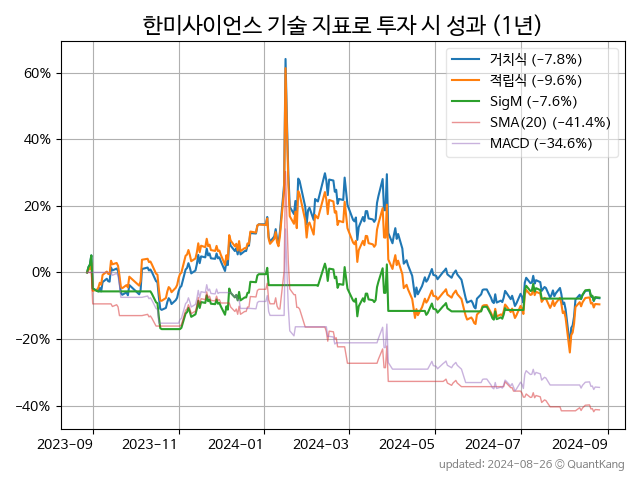 한미사이언스 기술 지표로 투자 시 성과 (1년)
거치식 (−7.8%)
적립식 (−9.6%)
SigM (−7.6%)
SMA(20) (−41.4%)
MACD (−34.6%)
60%
40%
20%
0%
−20%
−40%
2023−09
2023−11
2024−01
2024−03
2024−05
2024−07
2024−09
updated: 2024−08−26 © QuantKang